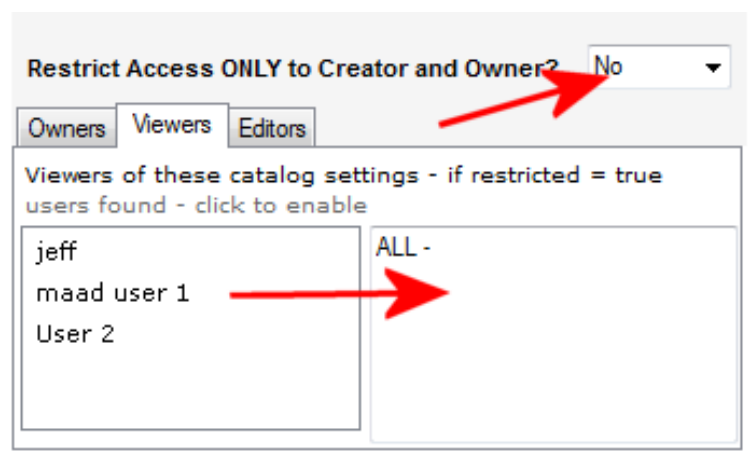 Restrict Access ONLY to Creator and Owner? No
Owners Viewers Editors
Viewers of these catalog settings - if restricted = true
users found - click to enable
jeff
ALL -
maad user 1
User 2